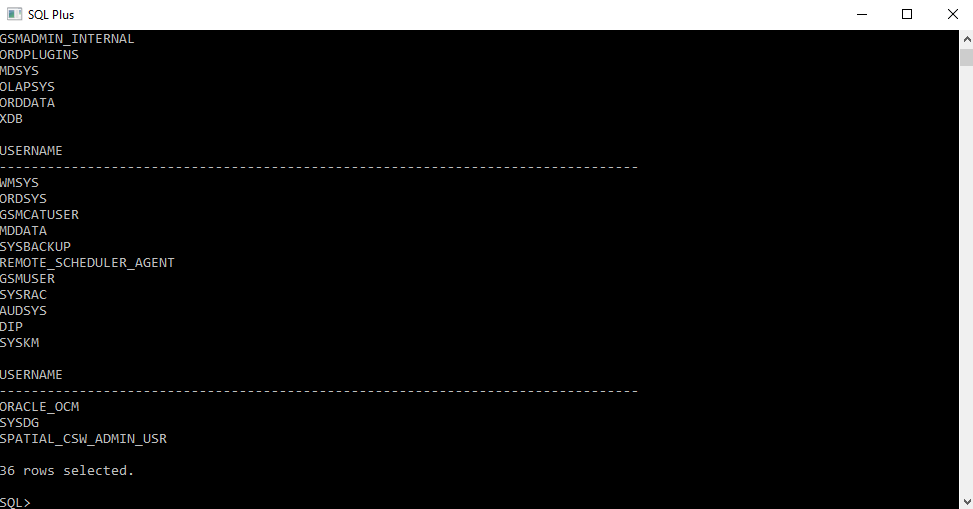 SQL Plus
GSMADMIN_INTERNAL
ORDPLUGINS
MDSYS
OLAPSYS
ORDDATA
XDB
USERNAME
--------------------------------------------------------------------------------
WMSYS
ORDSYS
GSMCATUSER
MDDATA
SYSBACKUP
REMOTE_SCHEDULER_AGENT
GSMUSER
SYSRAC
AUDSYS
DIP
SYSKM
USERNAME
--------------------------------------------------------------------------------
ORACLE_OCM
SYSDG
SPATIAL_CSW_ADMIN_USR
36 rows selected.
SQL>